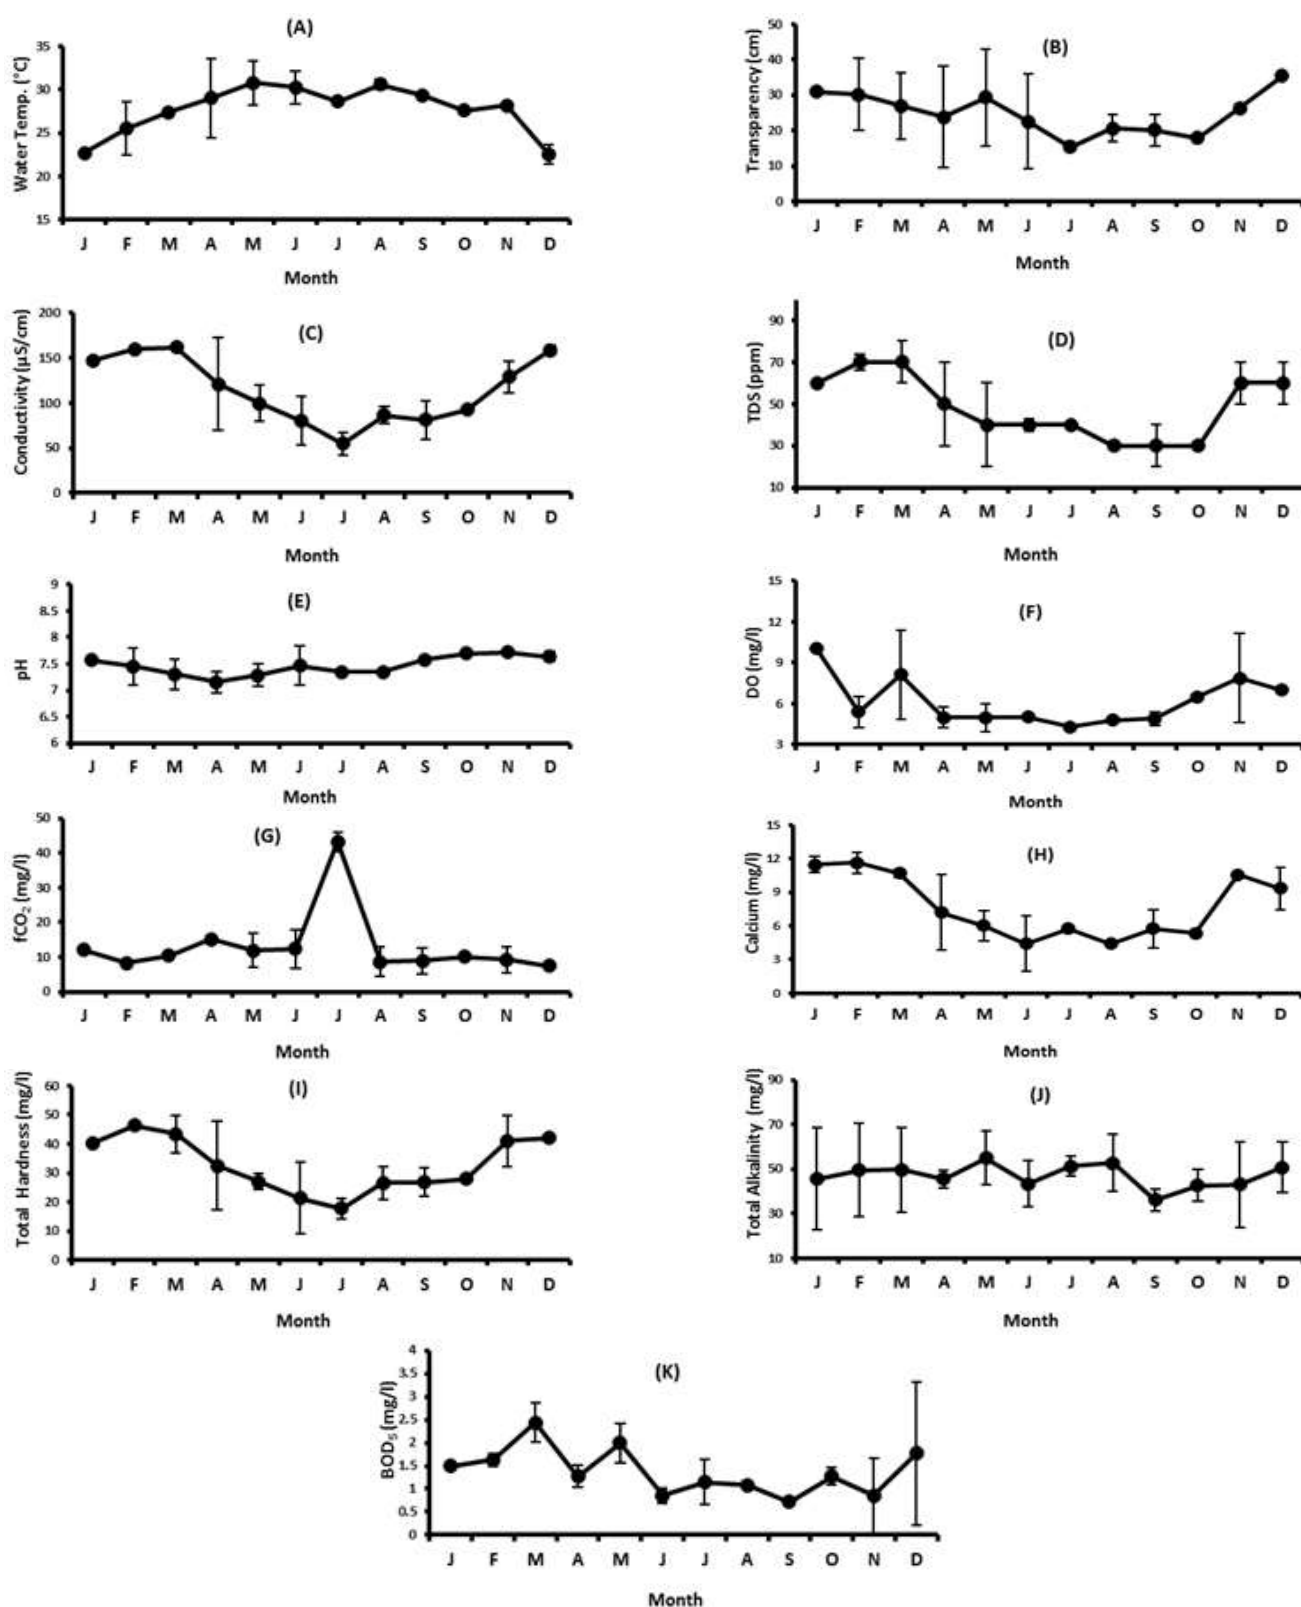 (A)
Water Temp. (°C)
35
30
25
20
15
J F M A M J J A S O N D
Month
(B)
Transparency (cm)
50
40
30
20
10
0
J F M A M J J A S O N D
Month
(C)
Conductivity (µS/cm)
200
150
100
50
0
J F M A M J J A S O N D
Month
(D)
TDS (ppm)
90
70
50
30
10
J F M A M J J A S O N D
Month
(E)
pH
9
8.5
8
7.5
7
6.5
6
J F M A M J J A S O N D
Month
(F)
DO (mg/l)
15
12
9
6
3
J F M A M J J A S O N D
Month
(G)
fCO₂ (mg/l)
50
40
30
20
10
0
J F M A M J J A S O N D
Month
(H)
Calcium (mg/l)
15
12
9
6
3
0
J F M A M J J A S O N D
Month
(I)
Total Hardness (mg/l)
60
50
40
30
20
10
0
J F M A M J J A S O N D
Month
(J)
Total Alkalinity (mg/l)
90
70
50
30
10
J F M A M J J A S O N D
Month
(K)
BOD₅ (mg/l)
4
3.5
3
2.5
2
1.5
1
0.5
0
J F M A M J J A S O N D
Month